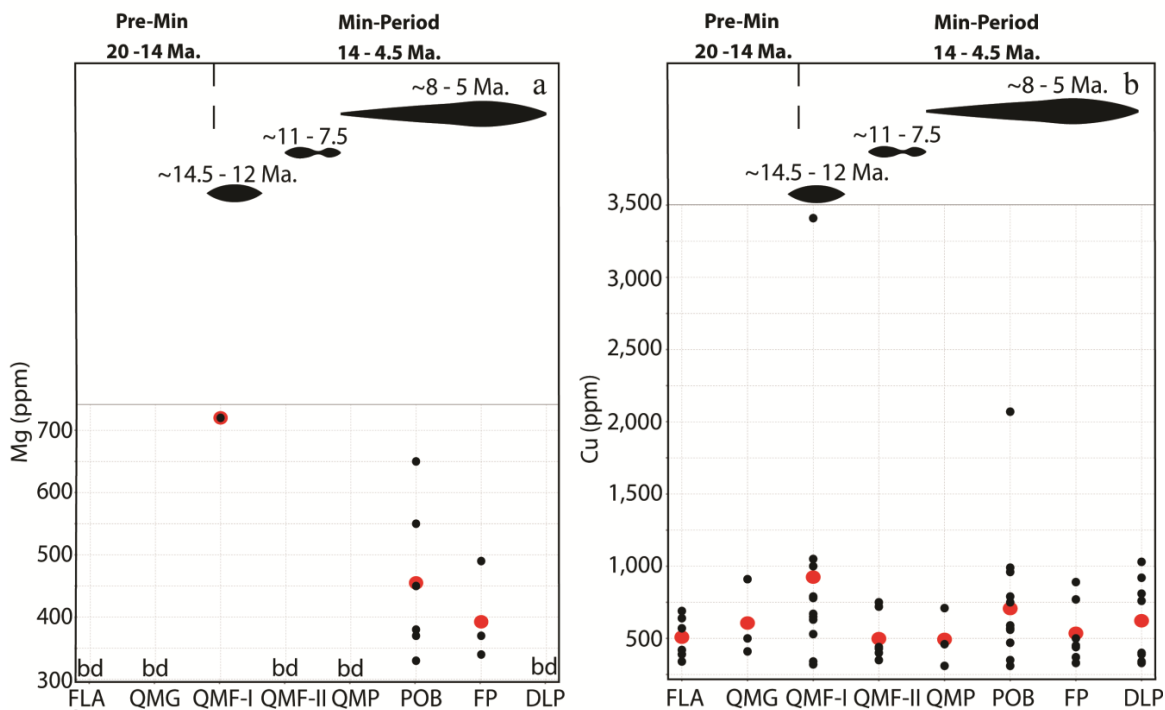 Pre-Min
20 -14 Ma.
Min-Period
14 - 4.5 Ma.
a
~8 - 5 Ma.
~11 - 7.5
~14.5 - 12 Ma.
Mg (ppm)
700
600
500
400
300
bd bd bd bd bd
FLA QMG QMF-I QMF-II QMP POB FP DLP
Pre-Min
20 -14 Ma.
Min-Period
14 - 4.5 Ma.
b
~8 - 5 Ma.
~11 - 7.5
~14.5 - 12 Ma.
Cu (ppm)
3,500
3,000
2,500
2,000
1,500
1,000
500
FLA QMG QMF-I QMF-II QMP POB FP DLP